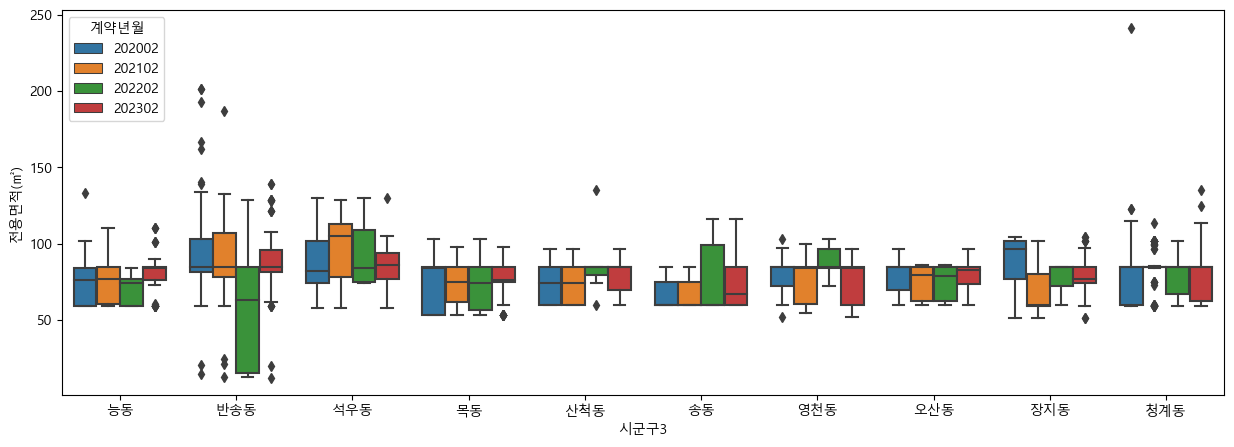 계약년월
202002
202102
202202
202302
250
200
150
100
50
전용면적(㎡)
능동
반송동
석우동
목동
산척동
송동
영천동
오산동
장지동
청계동
시군구3